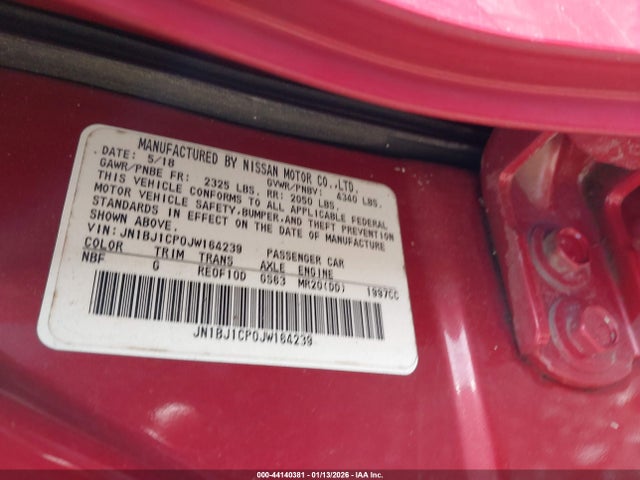 MANUFACTURED BY NISSAN MOTOR CO.,LTD.
DATE: 5/18
GAWR/PNBE FR: 2325 LBS. GVWR/PNBV: 4340 LBS.
RR: 2050 LBS.
THIS VEHICLE CONFORMS TO ALL APPLICABLE FEDERAL
MOTOR VEHICLE SAFETY,BUMPER,AND THEFT PREVENTION
STANDARDS IN EFFECT ON THE DATE OF MANUFACTURE
SHOWN ABOVE.
VIN: JN1BJ1CP0JW164239 PASSENGER CAR
COLOR TRIM TRANS AXLE ENGINE
NBF G RE0F10D GS63 MR20(DD) 1997CC
JN1BJ1CP0JW164239
000-44140381 - 01/13/2026 - IAA Inc.